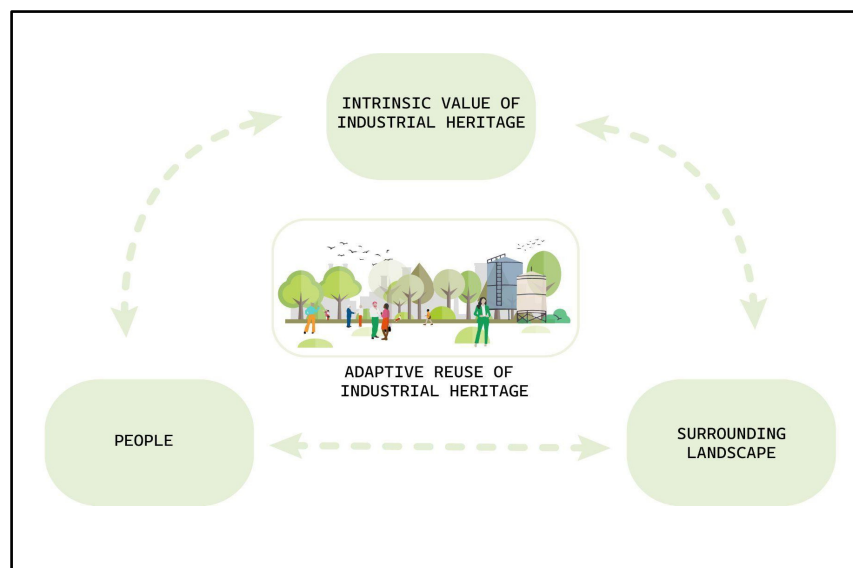 INTRINSIC VALUE OF
INDUSTRIAL HERITAGE
ADAPTIVE REUSE OF
INDUSTRIAL HERITAGE
PEOPLE
SURROUNDING
LANDSCAPE